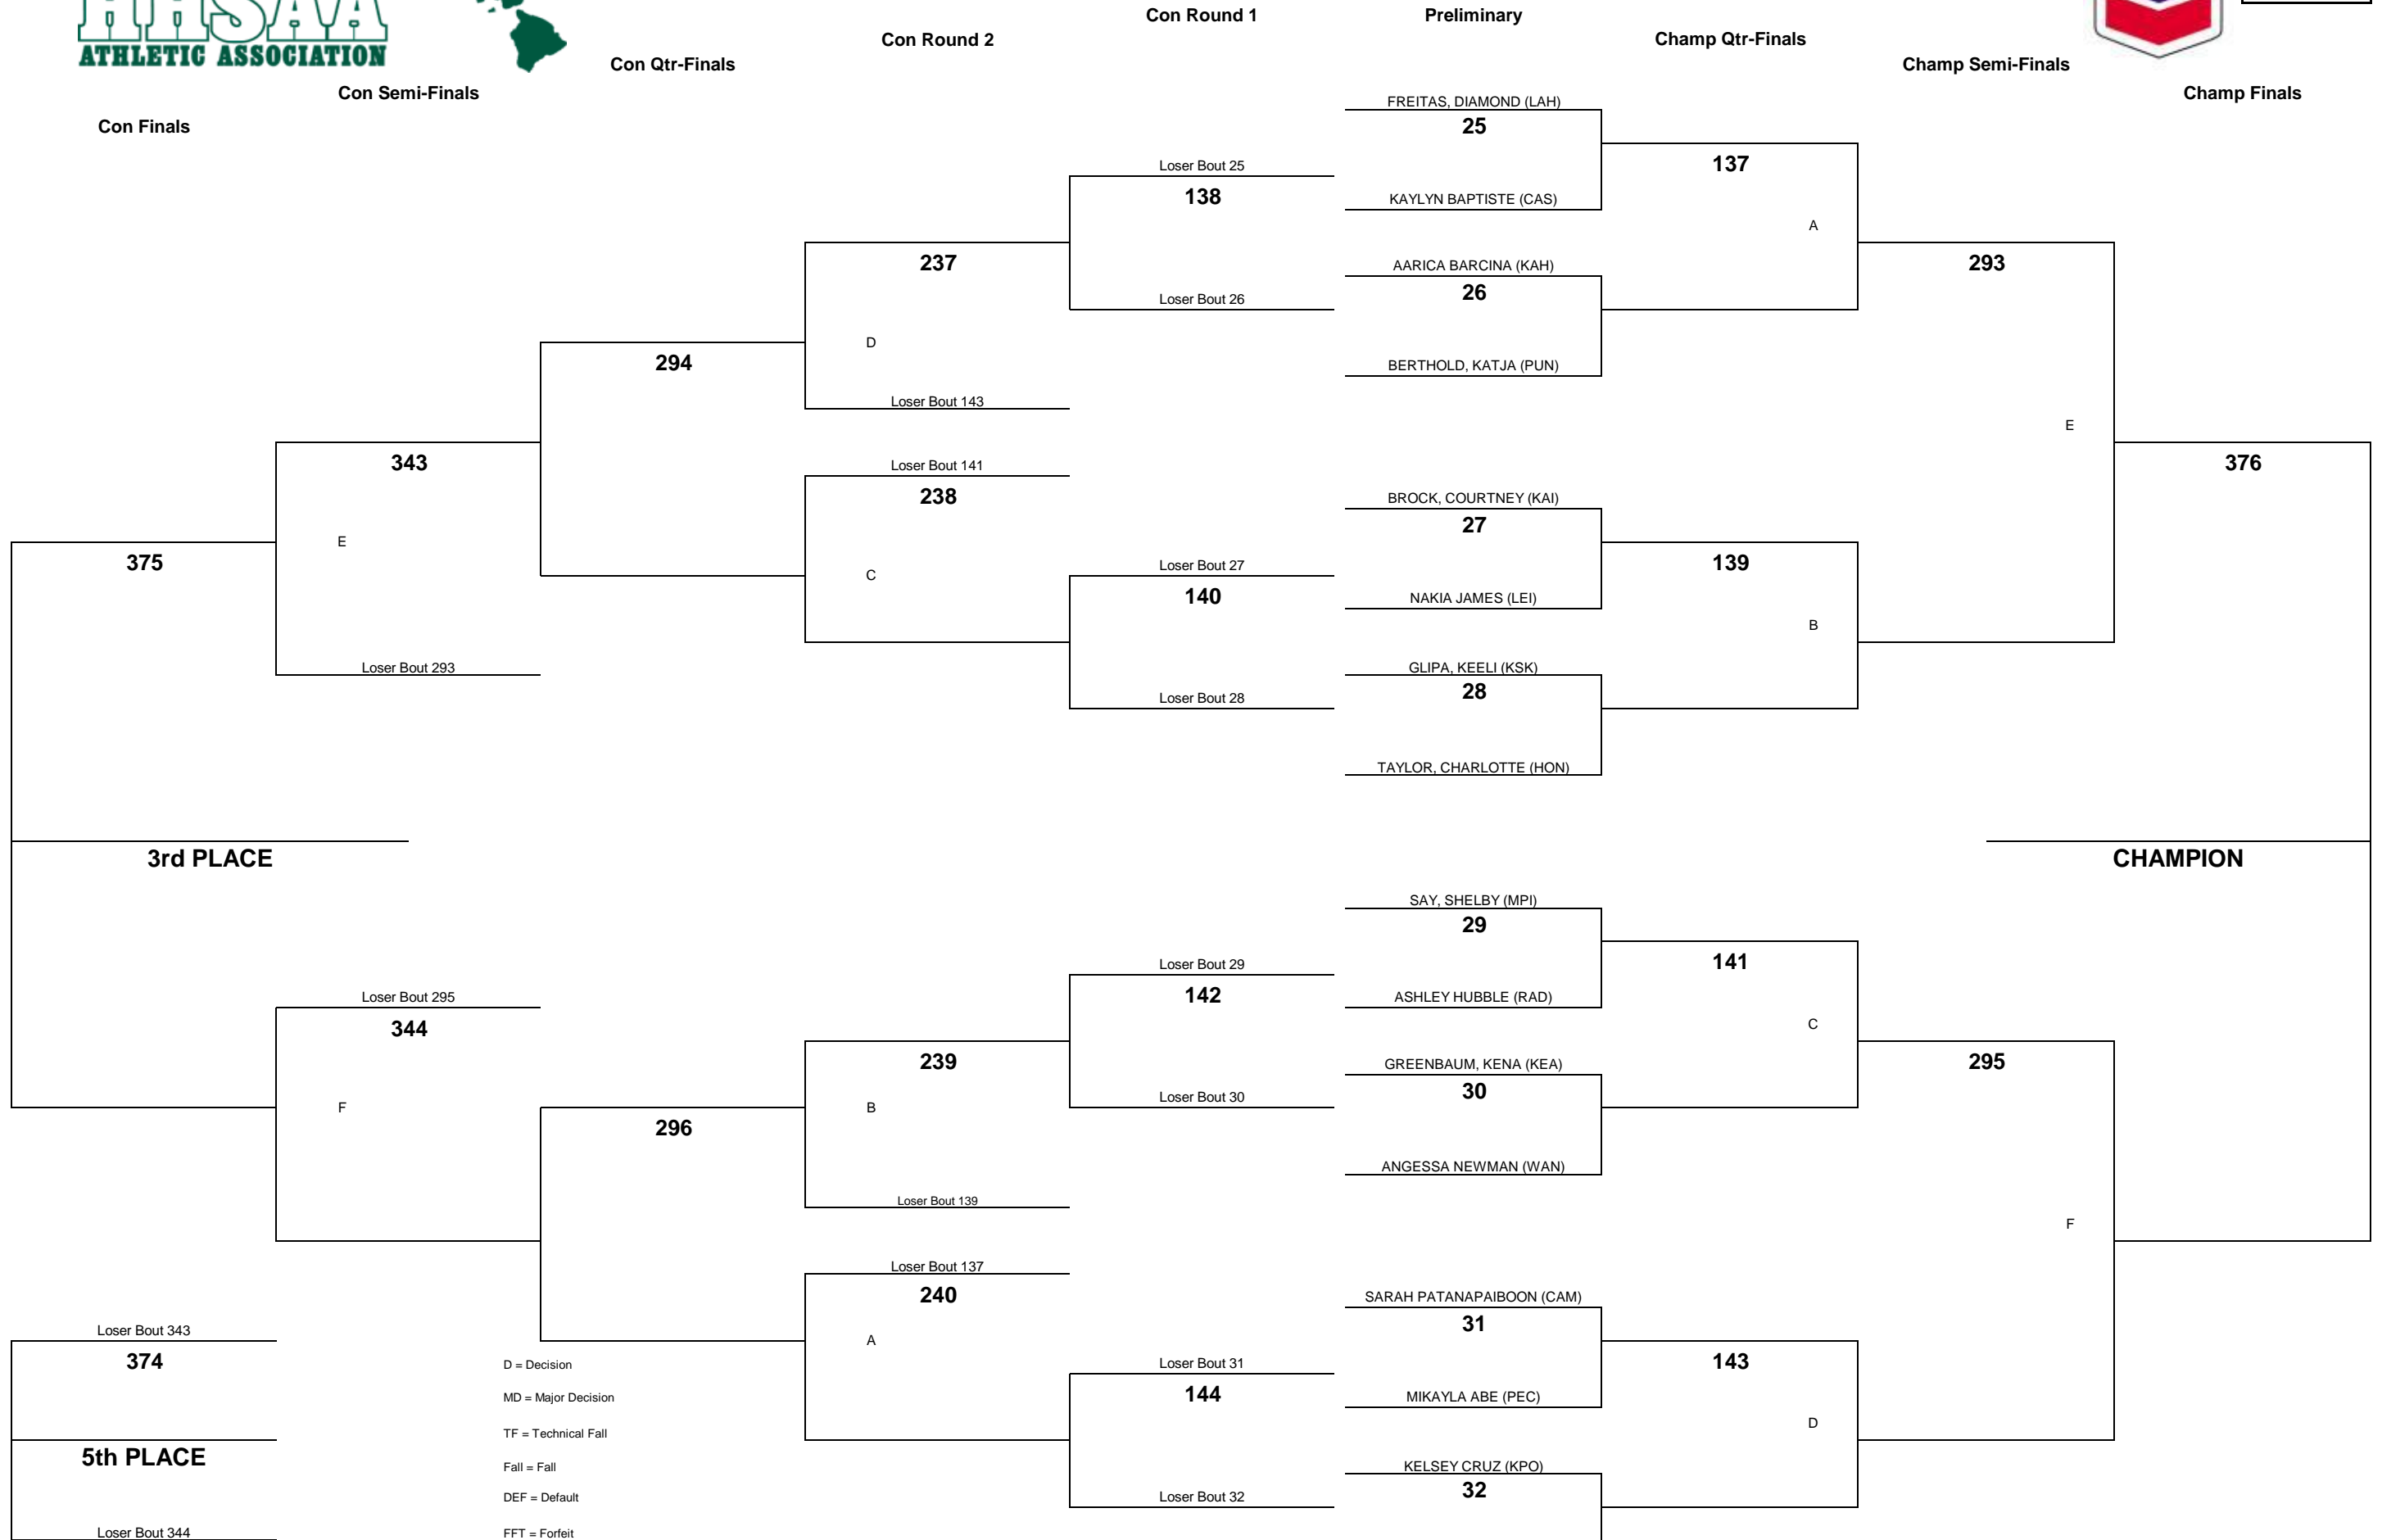 HHSAA
ATHLETIC ASSOCIATION
Con Finals
Con Semi-Finals
Con Qtr-Finals
Con Round 2
Con Round 1
Preliminary
Champ Qtr-Finals
Champ Semi-Finals
Champ Finals
FREITAS, DIAMOND (LAH)
25
KAYLYN BAPTISTE (CAS)
AARICA BARCINA (KAH)
26
BERTHOLD, KATJA (PUN)
BROCK, COURTNEY (KAI)
27
NAKIA JAMES (LEI)
GLIPA, KEELI (KSK)
28
TAYLOR, CHARLOTTE (HON)
SAY, SHELBY (MPI)
29
ASHLEY HUBBLE (RAD)
GREENBAUM, KENA (KEA)
30
ANGESSA NEWMAN (WAN)
SARAH PATANAPAIBOON (CAM)
31
MIKAYLA ABE (PEC)
KELSEY CRUZ (KPO)
32
137
A
139
B
141
C
143
D
293
E
295
F
376
CHAMPION
Loser Bout 25
138
Loser Bout 26
Loser Bout 27
140
Loser Bout 28
Loser Bout 29
142
Loser Bout 30
Loser Bout 31
144
Loser Bout 32
237
D
Loser Bout 143
Loser Bout 141
238
C
239
B
Loser Bout 139
Loser Bout 137
240
A
294
296
343
E
Loser Bout 293
Loser Bout 295
344
F
375
3rd PLACE
Loser Bout 343
374
5th PLACE
Loser Bout 344
D = Decision
MD = Major Decision
TF = Technical Fall
Fall = Fall
DEF = Default
FFT = Forfeit